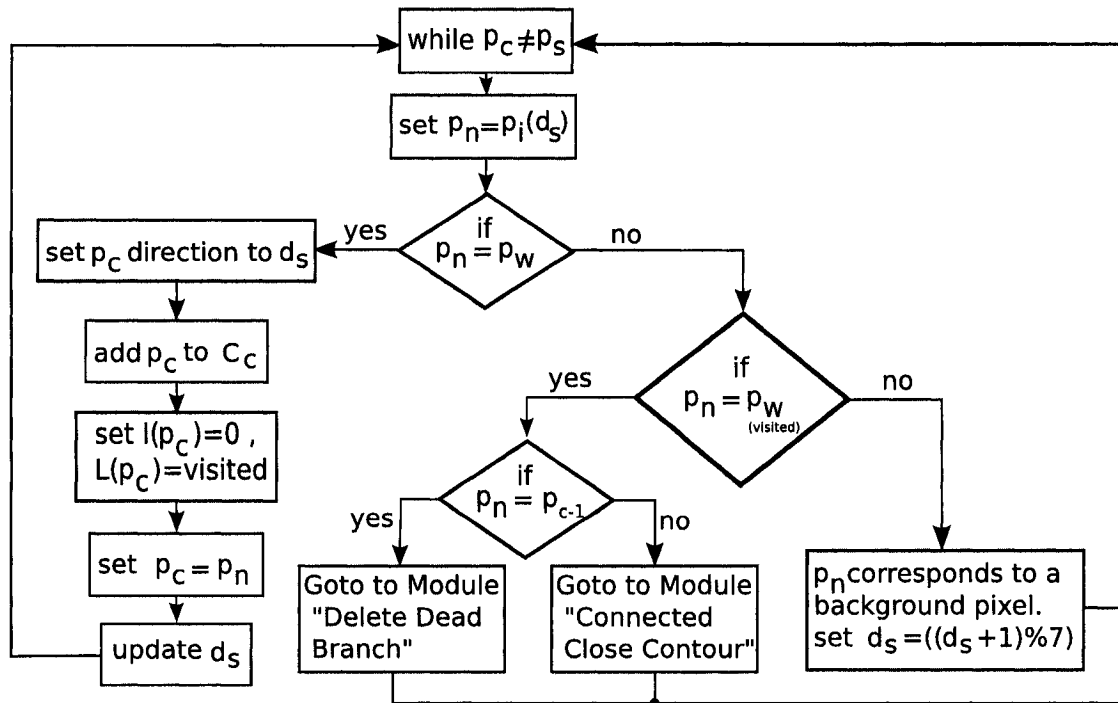 while p_c≠p_s
set p_n=p_i(d_s)
if
p_n = p_w
yes
no
set p_c direction to d_s
add p_c to C_c
set I(p_c)=0 ,
L(p_c)=visited
set p_c = p_n
update d_s
if
p_n = p_w
(visited)
yes
no
if
p_n = p_c-1
yes
no
Goto to Module
"Delete Dead
Branch"
Goto to Module
"Connected
Close Contour"
p_n corresponds to a
background pixel.
set d_s =((d_s+1)%7)